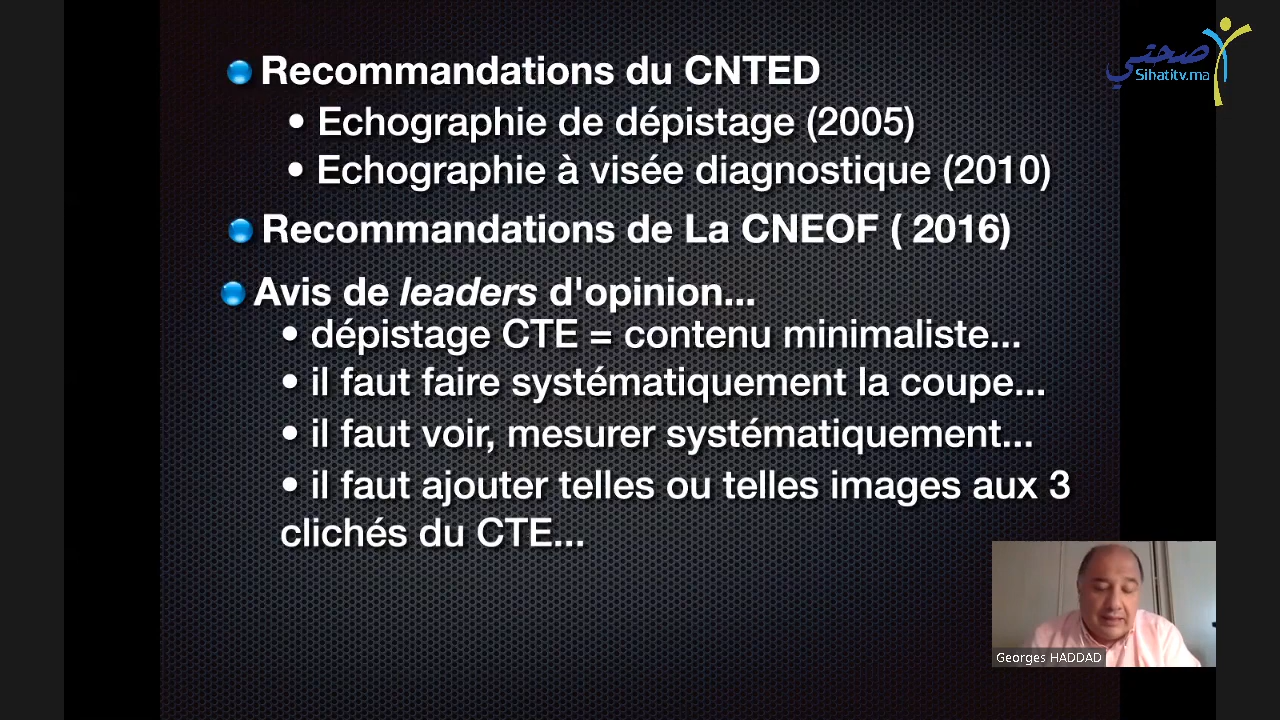 Recommandations du CNTED
• Echographie de dépistage (2005)
• Echographie à visée diagnostique (2010)
Recommandations de La CNEOF ( 2016)
Avis de leaders d'opinion...
• dépistage CTE = contenu minimaliste...
• il faut faire systématiquement la coupe...
• il faut voir, mesurer systématiquement...
• il faut ajouter telles ou telles images aux 3
clichés du CTE...
صحتي
Sihatitv.ma
Georges HADDAD